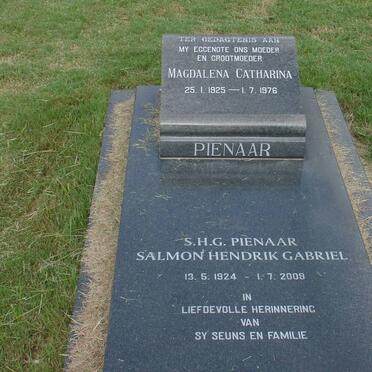 TER GEDAGTENIS AAN
MY EGGENOTE ONS MOEDER
EN GROOTMOEDER
MAGDALENA CATHARINA
25. 1. 1925 — 1. 7. 1976
PIENAAR
S.H.G. PIENAAR
SALMON HENDRIK GABRIEL
13. 5. 1924 - 1. 7. 2009
IN
LIEFDEVOLLE HERINNERING
VAN
SY SEUNS EN FAMILIE